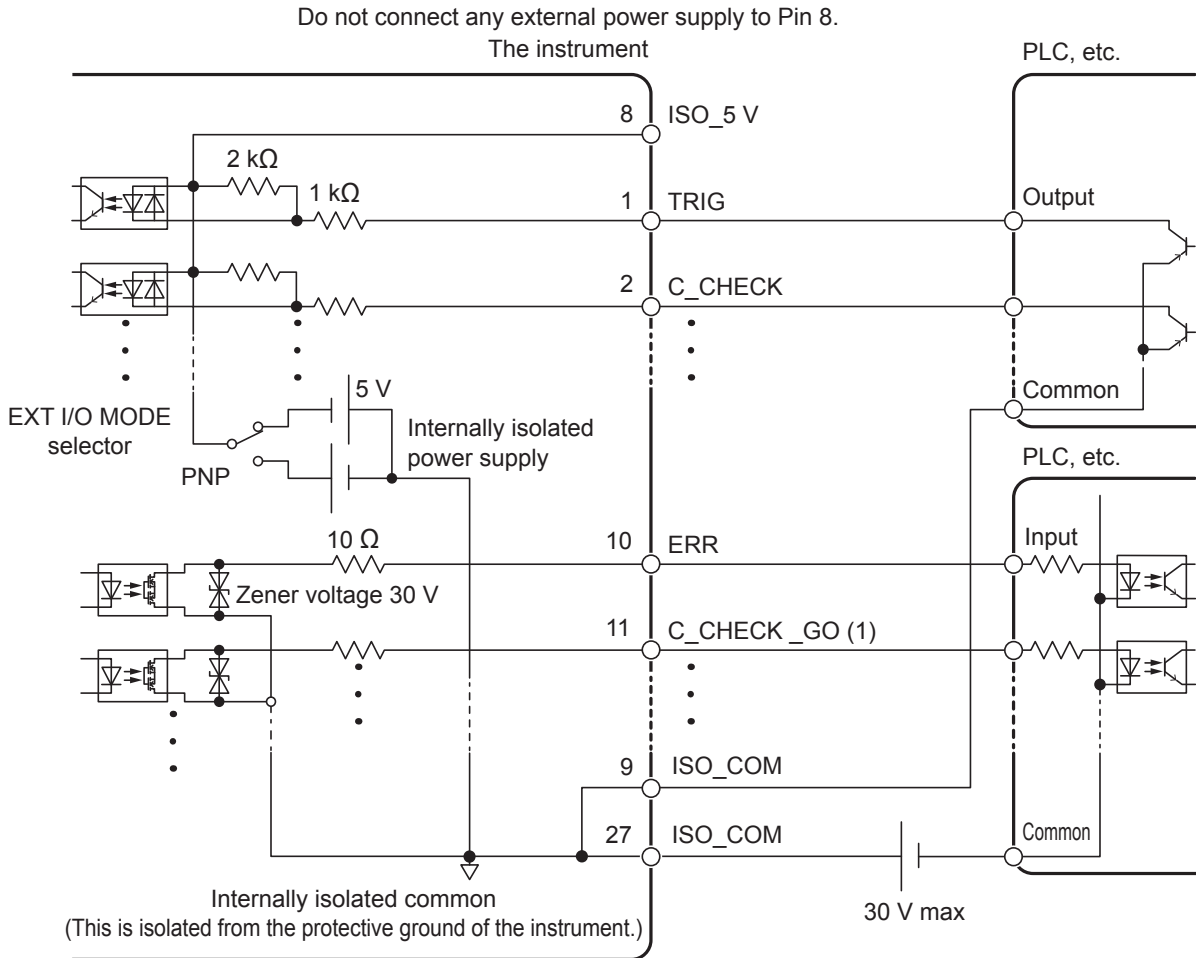 Do not connect any external power supply to Pin 8.
The instrument
PLC, etc.
8 ISO_5 V
2 kΩ
1 kΩ
1 TRIG
Output
2 C_CHECK
5 V
Common
EXT I/O MODE
selector
Internally isolated
power supply
PNP
PLC, etc.
10 Ω
10 ERR
Input
Zener voltage 30 V
11 C_CHECK _GO (1)
9 ISO_COM
27 ISO_COM
Common
Internally isolated common
(This is isolated from the protective ground of the instrument.)
30 V max